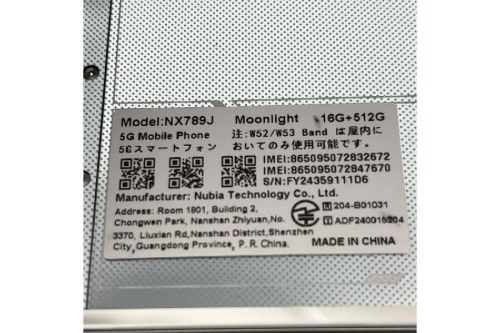 Model:NX789J Moonlight 16G+512G
5G Mobile Phone 注:W52/W53 Band は屋内に
5Gスマートフォン おいてのみ使用可能です。
IMEI:865095072832672
IMEI:865095072847670
S/N:FY24359111D6
Manufacturer: Nubia Technology Co., Ltd.
Address: Room 1801, Building 2,
Chongwen Park, Nanshan Zhiyuan,No.
3370, Liuxian Rd,Nanshan District,Shenzhen
City,Guangdong Province, P. R. China.
R 204-B01031
T ADF240015204
MADE IN CHINA